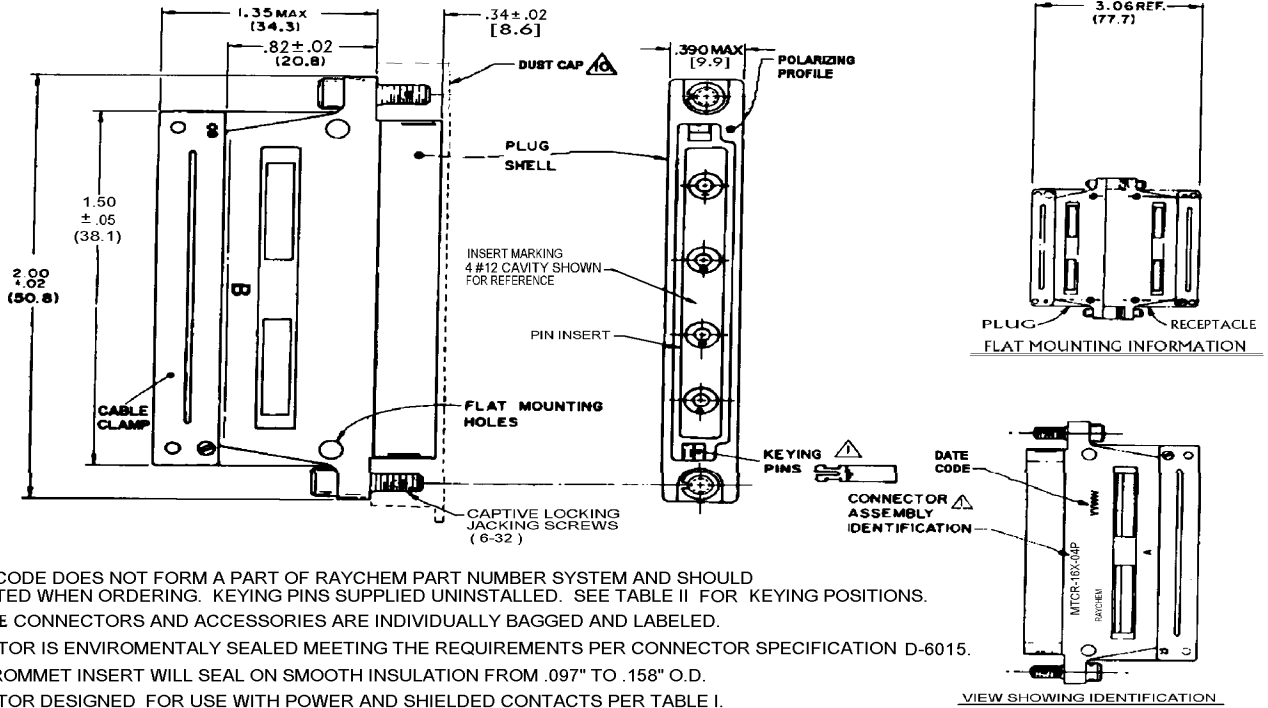 1.35 MAX
(34.3)
.82±.02
(20.8)
.34±.02
[8.6]
DUST CAP 10
.390 MAX
[9.9]
POLARIZING
PROFILE
3.06 REF.
(77.7)
PLUG
SHELL
1.50
± .05
(38.1)
2.00
.02
(50.8)
B
INSERT MARKING
4 #12 CAVITY SHOWN
FOR REFERENCE
PIN INSERT
CABLE
CLAMP
FLAT MOUNTING
HOLES
KEYING
PINS
1
CAPTIVE LOCKING
JACKING SCREWS
( 6-32 )
PLUG
RECEPTACLE
FLAT MOUNTING INFORMATION
DATE
CODE
CONNECTOR 1
ASSEMBLY
IDENTIFICATION
MTCR-16X-04P
RAYCHEM
A
VIEW SHOWING IDENTIFICATION
CODE DOES NOT FORM A PART OF RAYCHEM PART NUMBER SYSTEM AND SHOULD
TED WHEN ORDERING. KEYING PINS SUPPLIED UNINSTALLED. SEE TABLE II FOR KEYING POSITIONS.
E CONNECTORS AND ACCESSORIES ARE INDIVIDUALLY BAGGED AND LABELED.
TOR IS ENVIROMENTALY SEALED MEETING THE REQUIREMENTS PER CONNECTOR SPECIFICATION D-6015.
ROMMET INSERT WILL SEAL ON SMOOTH INSULATION FROM .097" TO .158" O.D.
TOR DESIGNED FOR USE WITH POWER AND SHIELDED CONTACTS PER TABLE I.